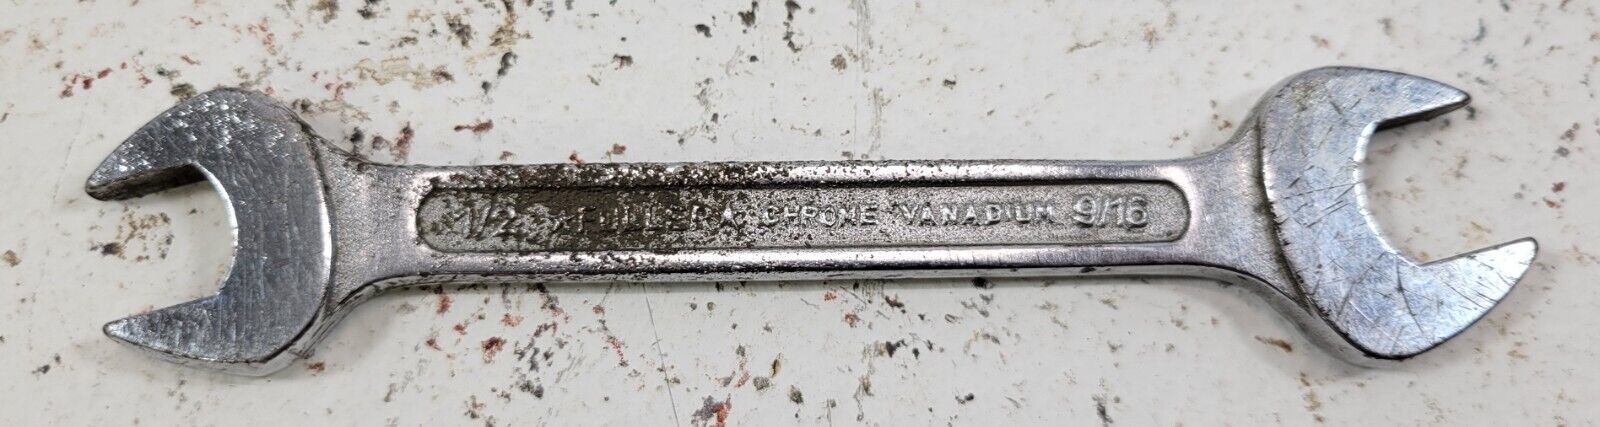 1/2 ☆FULLER☆ CHROME VANADIUM 9/16